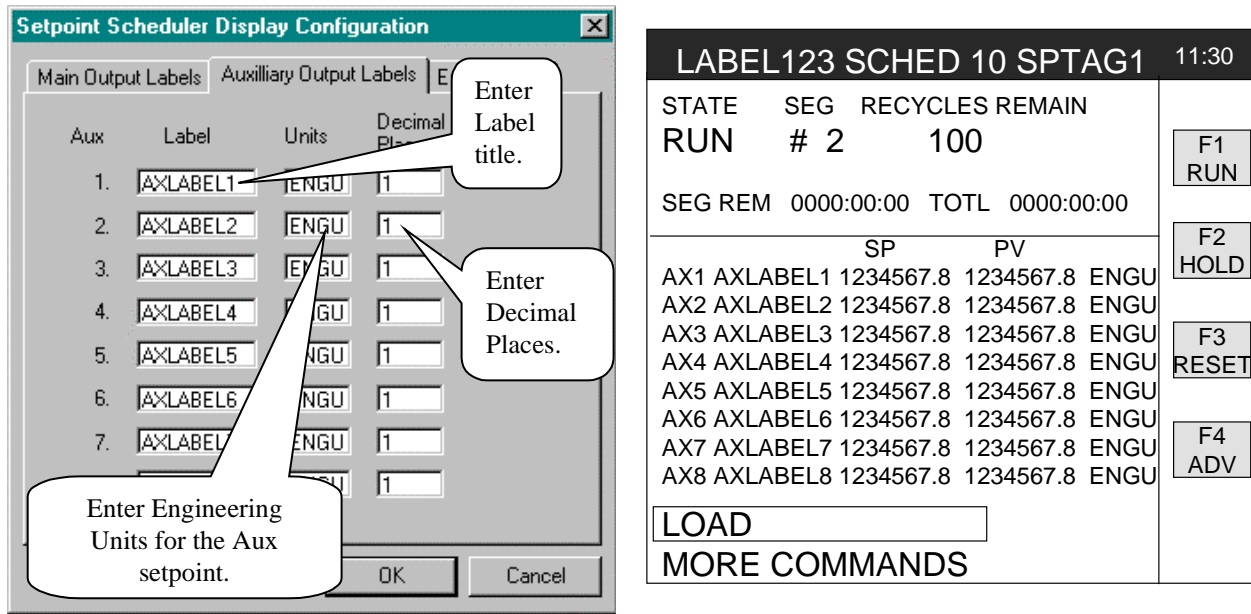 Setpoint Scheduler Display Configuration
Main Output Labels Auxilliary Output Labels E
Enter
Label
title.
Aux Label Units Decimal
1. AXLABEL1 ENGU 1
2. AXLABEL2 ENGU 1
3. AXLABEL3 ENGU 1
4. AXLABEL4 NGU 1
5. AXLABEL5 NGU 1
6. AXLABEL6 NGU 1
7. AXLABEL ENGU 1
1
Enter
Decimal
Places.
Enter Engineering
Units for the Aux
setpoint.
OK Cancel
LABEL123 SCHED 10 SPTAG1 11:30
STATE SEG RECYCLES REMAIN
RUN # 2 100
SEG REM 0000:00:00 TOTL 0000:00:00
SP PV
AX1 AXLABEL1 1234567.8 1234567.8 ENGU
AX2 AXLABEL2 1234567.8 1234567.8 ENGU
AX3 AXLABEL3 1234567.8 1234567.8 ENGU
AX4 AXLABEL4 1234567.8 1234567.8 ENGU
AX5 AXLABEL5 1234567.8 1234567.8 ENGU
AX6 AXLABEL6 1234567.8 1234567.8 ENGU
AX7 AXLABEL7 1234567.8 1234567.8 ENGU
AX8 AXLABEL8 1234567.8 1234567.8 ENGU
LOAD
MORE COMMANDS
F1
RUN
F2
HOLD
F3
RESET
F4
ADV